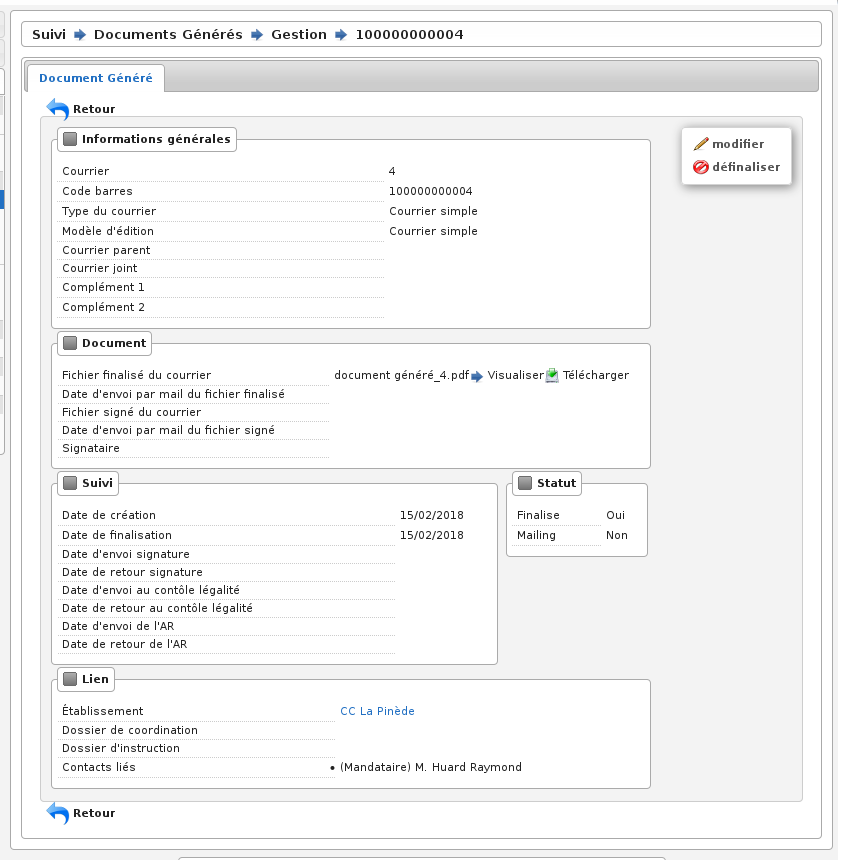 Suivi Documents Générés Gestion 100000000004
Document Généré
Retour
modifier
définaliser
Informations générales
Courrier 4
Code barres 100000000004
Type du courrier Courrier simple
Modèle d'édition Courrier simple
Courrier parent
Courrier joint
Complément 1
Complément 2
Document
Fichier finalisé du courrier document généré_4.pdf Visualiser Télécharger
Date d'envoi par mail du fichier finalisé
Fichier signé du courrier
Date d'envoi par mail du fichier signé
Signataire
Suivi
Date de création 15/02/2018
Date de finalisation 15/02/2018
Date d'envoi signature
Date de retour signature
Date d'envoi au contôle légalité
Date de retour au contôle légalité
Date d'envoi de l'AR
Date de retour de l'AR
Statut
Finalise Oui
Mailing Non
Lien
Établissement CC La Pinède
Dossier de coordination
Dossier d'instruction
Contacts liés • (Mandataire) M. Huard Raymond
Retour